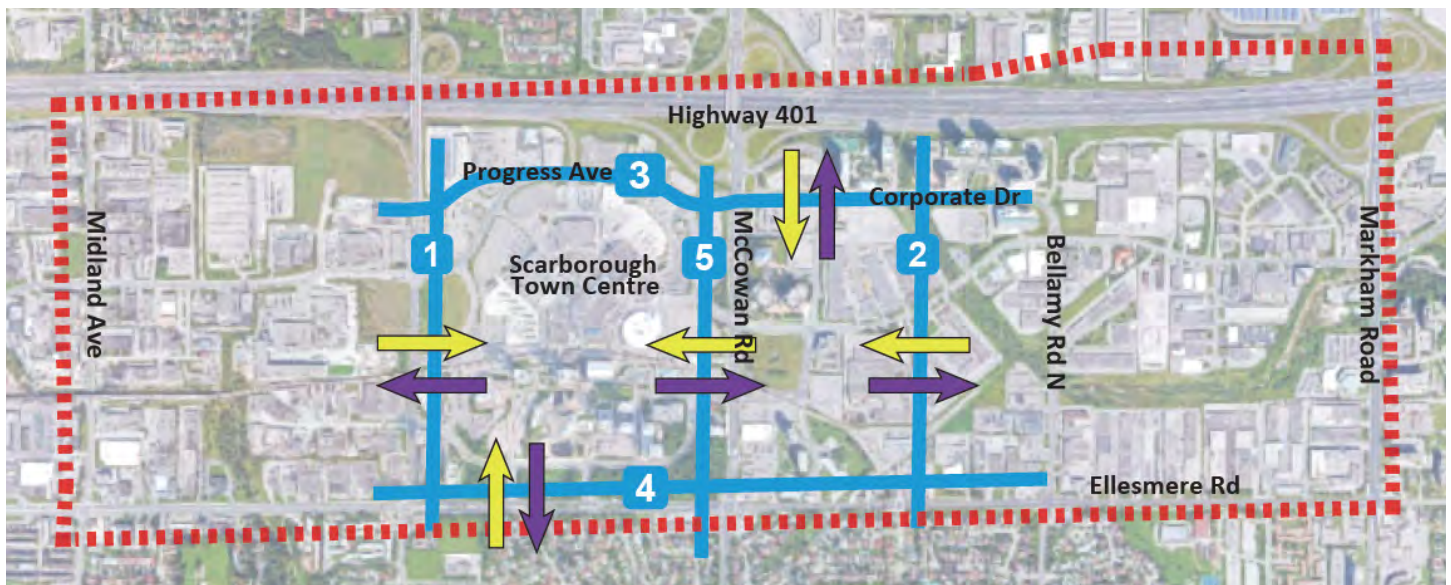 Highway 401
Progress Ave
3
Corporate Dr
Midland Ave
1
Scarborough
Town Centre
5
McCowan Rd
2
Bellamy Rd N
Markham Road
4
Ellesmere Rd